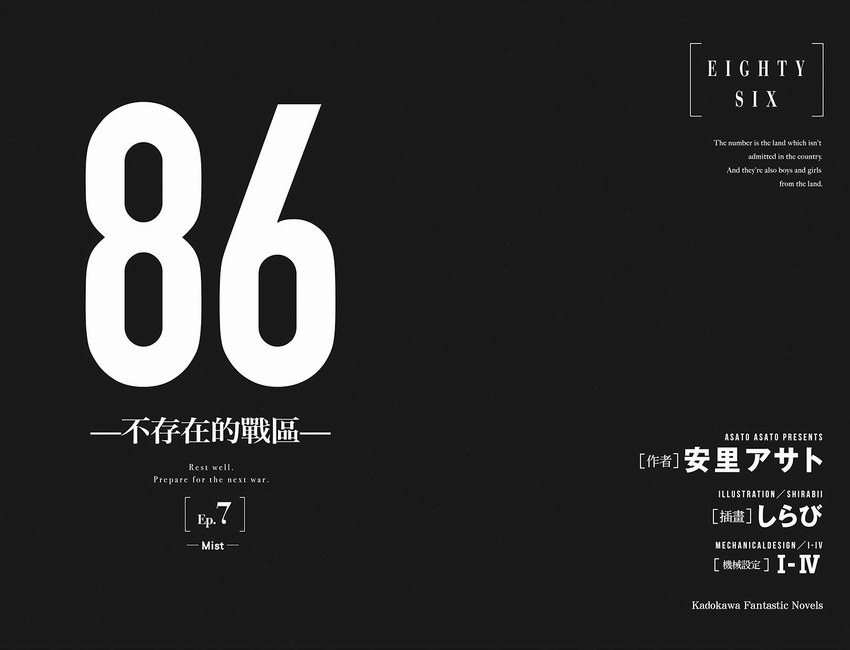 86
—不存在的戰區—
Rest well.
Prepare for the next war.
Ep.7
— Mist —
EIGHTY
SIX
The number is the land which isn't
admitted in the country.
And they're also boys and girls
from the land.
ASATO ASATO PRESENTS
[作者] 安里アサト
ILLUSTRATION／SHIRABII
[插畫] しらび
MECHANICALDESIGN／I-IV
[機械設定] I-IV
Kadokawa Fantastic Novels